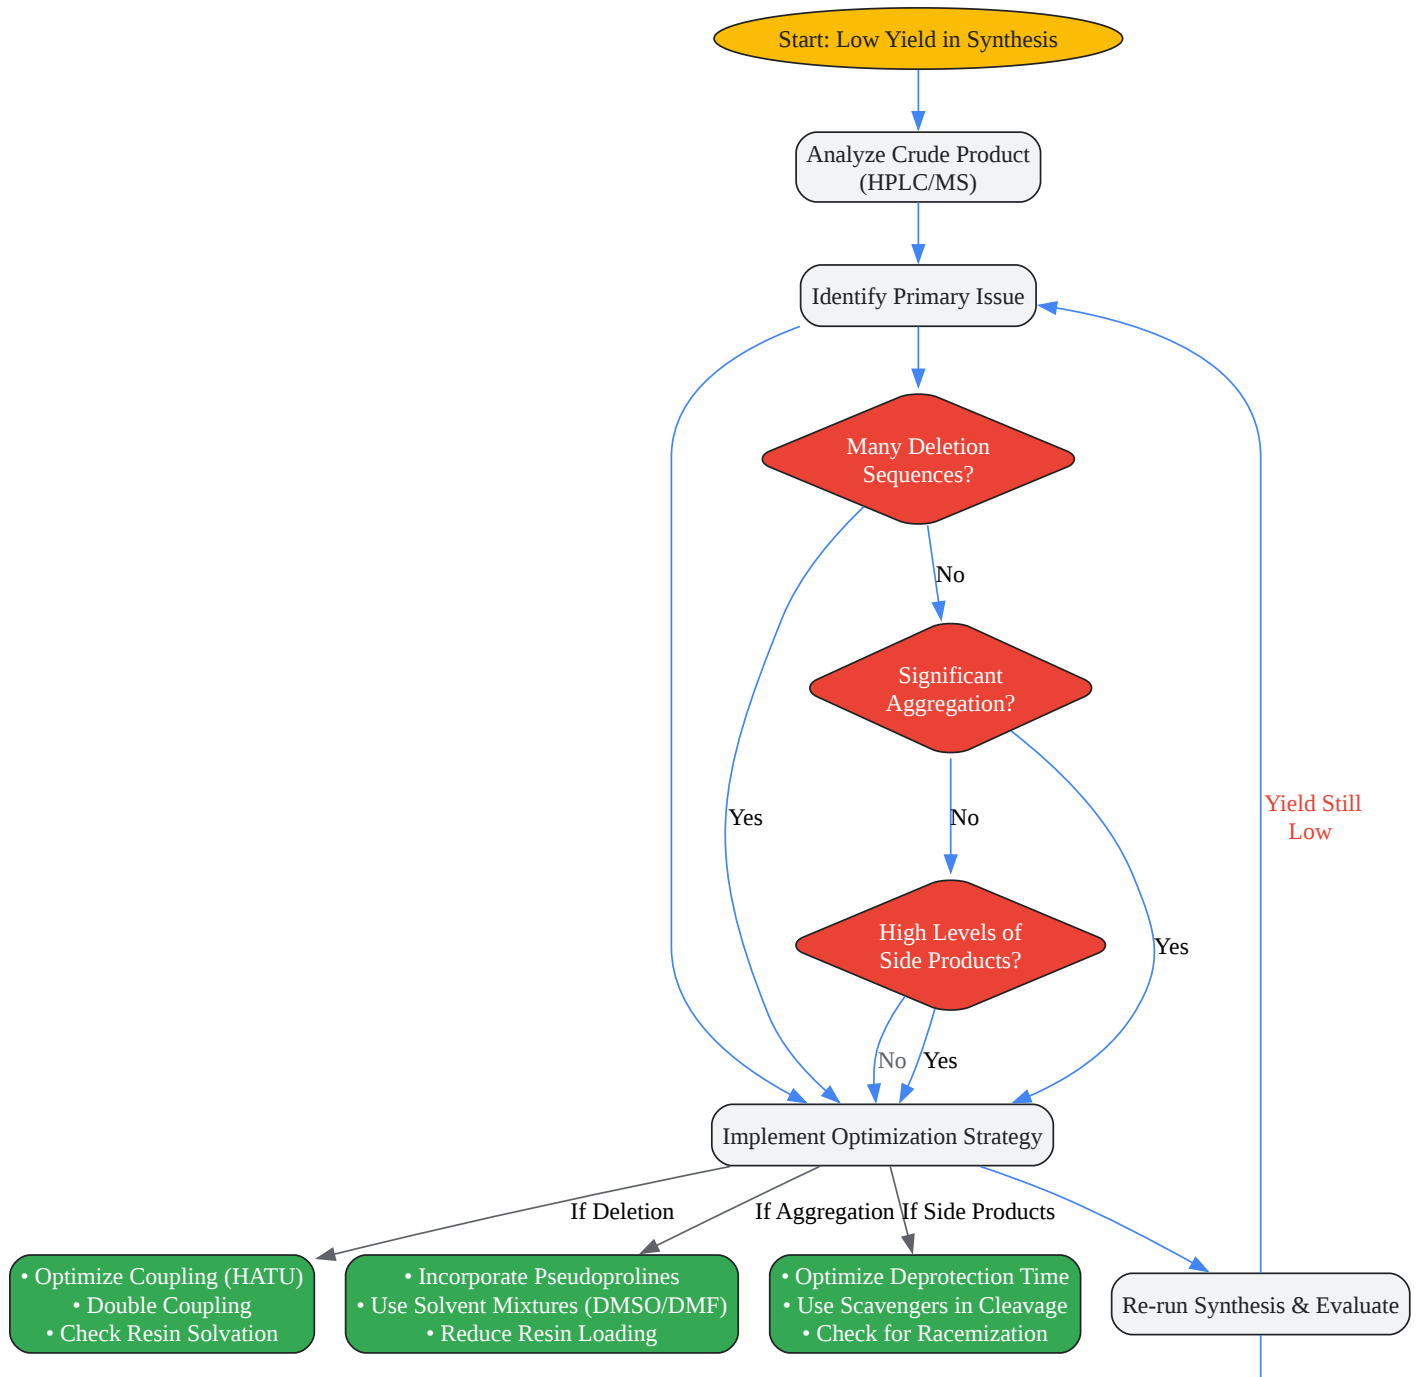 Start: Low Yield in Synthesis
Analyze Crude Product
(HPLC/MS)
Identify Primary Issue
Many Deletion
Sequences?
No
Significant
Aggregation?
Yes
No
Yield Still
Low
High Levels of
Side Products?
Yes
No
Yes
Implement Optimization Strategy
If Deletion
If Aggregation
If Side Products
• Optimize Coupling (HATU)
• Double Coupling
• Check Resin Solvation
• Incorporate Pseudoprolines
• Use Solvent Mixtures (DMSO/DMF)
• Reduce Resin Loading
• Optimize Deprotection Time
• Use Scavengers in Cleavage
• Check for Racemization
Re-run Synthesis & Evaluate